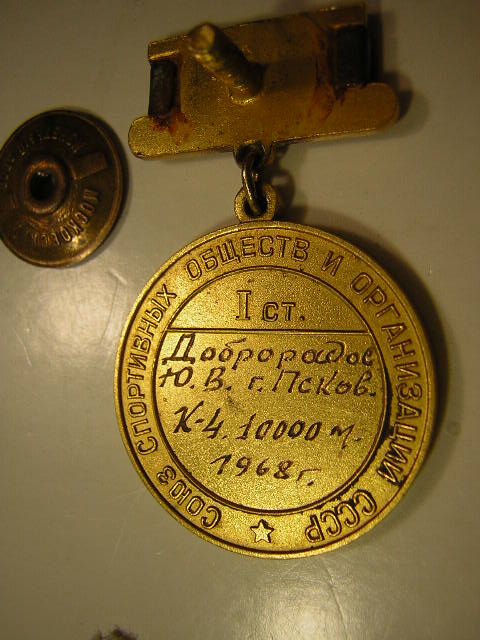 СОЮЗ СПОРТИВНЫХ ОБЩЕСТВ И ОРГАНИЗАЦИЙ СССР
I СТ.
Доброрадов
Ю. В. г. Псков.
К-4. 10000 м.
1968 г.